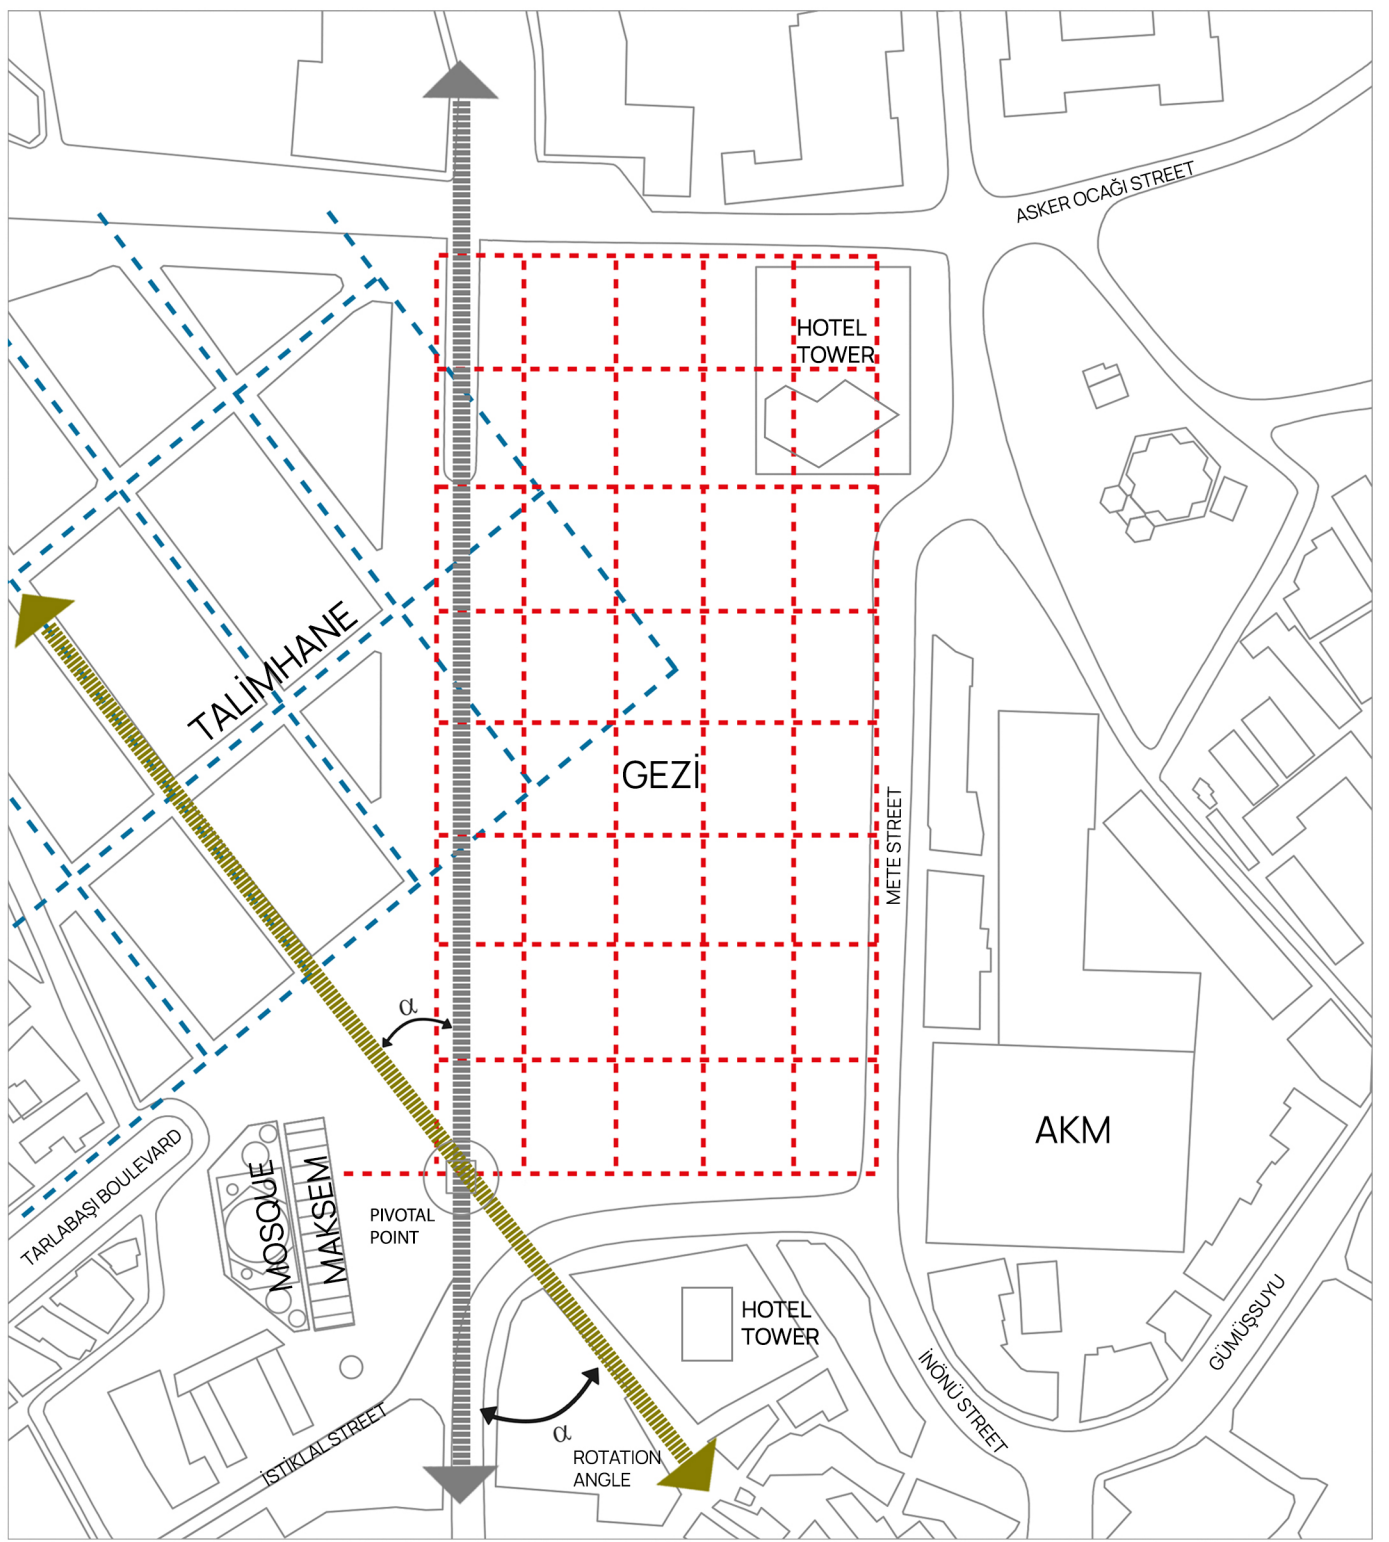 ASKER OCAĞI STREET
HOTEL
TOWER
TALİMHANE
GEZİ
METE STREET
α
AKM
TARLABAŞI BOULEVARD
MOSQUE
MAKSEM
PIVOTAL
POINT
HOTEL
TOWER
GÜMÜŞSUYU
İNÖNÜ STREET
İSTİKLAL STREET
α
ROTATION
ANGLE